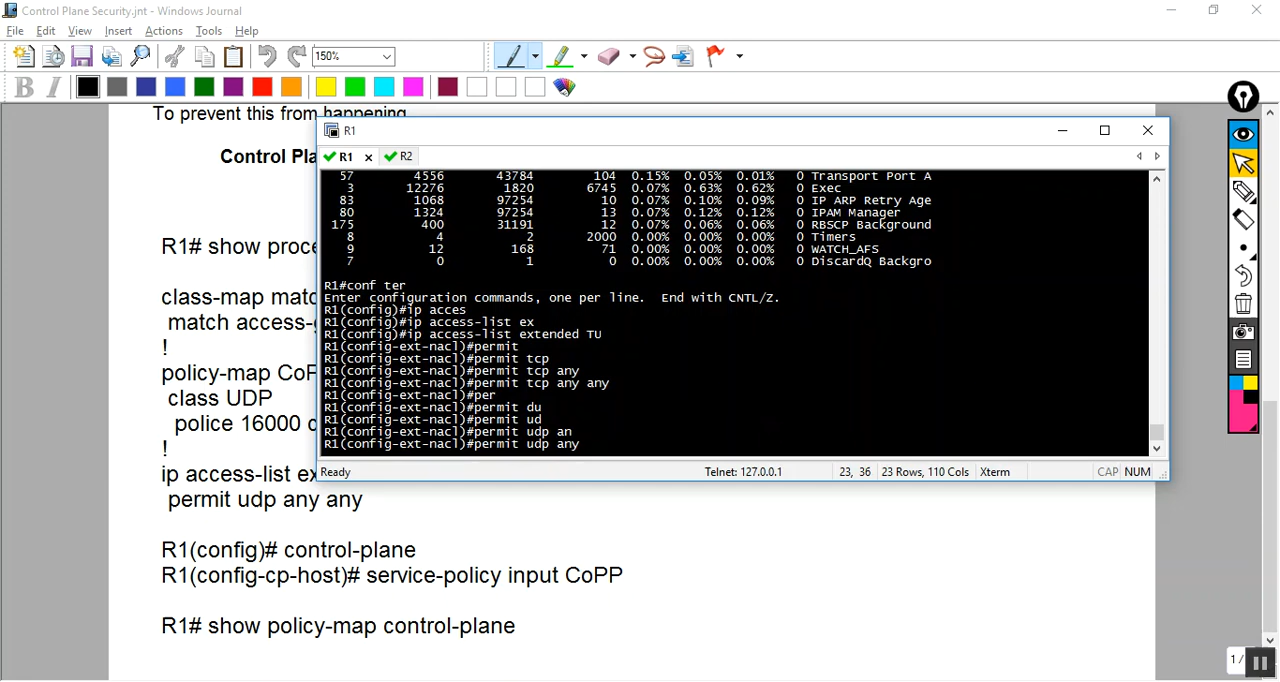 Control Plane Security.jnt - Windows Journal
File Edit View Insert Actions Tools Help
150%
B I
To prevent this from happening
Control Pla
R1# show proce
class-map matc
match access-g
!
policy-map CoP
class UDP
police 16000 c
!
ip access-list ex
permit udp any any
R1(config)# control-plane
R1(config-cp-host)# service-policy input CoPP
R1# show policy-map control-plane
R1
R1 x R2
57 4556 43784 104 0.15% 0.05% 0.01% 0 Transport Port A
3 12276 1820 6745 0.07% 0.63% 0.62% 0 Exec
83 1068 97254 10 0.07% 0.10% 0.09% 0 IP ARP Retry Age
80 1324 97254 13 0.07% 0.12% 0.12% 0 IPAM Manager
175 400 31191 12 0.07% 0.06% 0.06% 0 RBSCP Background
8 4 2 2000 0.00% 0.00% 0.00% 0 Timers
9 12 168 71 0.00% 0.00% 0.00% 0 WATCH_AFS
7 0 1 0 0.00% 0.00% 0.00% 0 DiscardQ Backgro
R1#conf ter
Enter configuration commands, one per line. End with CNTL/Z.
R1(config)#ip acces
R1(config)#ip access-list ex
R1(config)#ip access-list extended TU
R1(config-ext-nacl)#permit
R1(config-ext-nacl)#permit tcp
R1(config-ext-nacl)#permit tcp any
R1(config-ext-nacl)#permit tcp any any
R1(config-ext-nacl)#per
R1(config-ext-nacl)#permit du
R1(config-ext-nacl)#permit ud
R1(config-ext-nacl)#permit udp an
R1(config-ext-nacl)#permit udp any
Ready Telnet: 127.0.0.1 23, 36 23 Rows, 110 Cols Xterm CAP NUM
1/